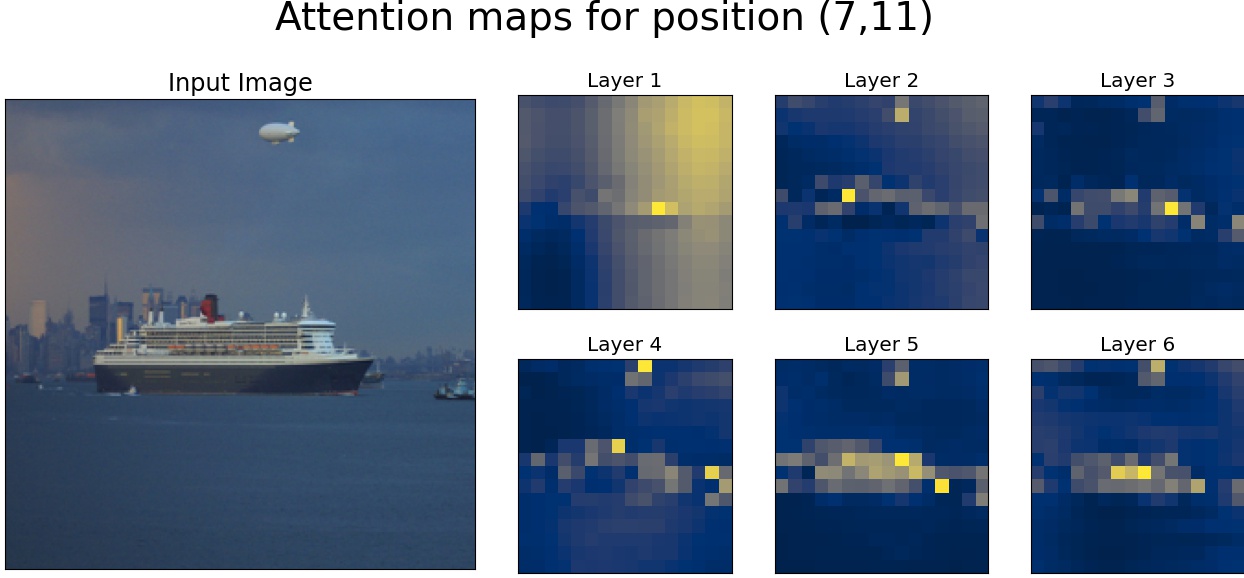 Attention maps for position (7,11)
Input Image
Layer 1
Layer 2
Layer 3
Layer 4
Layer 5
Layer 6